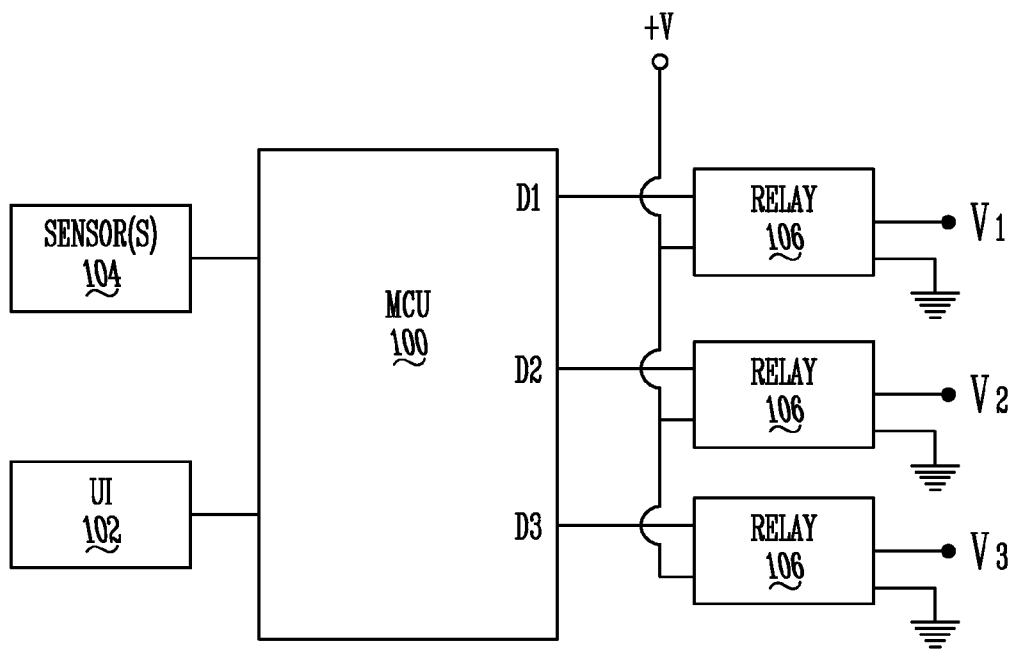 +V
SENSOR(S)
104
UI
102
MCU
100
D1
D2
D3
RELAY
106
V1
RELAY
106
V2
RELAY
106
V3